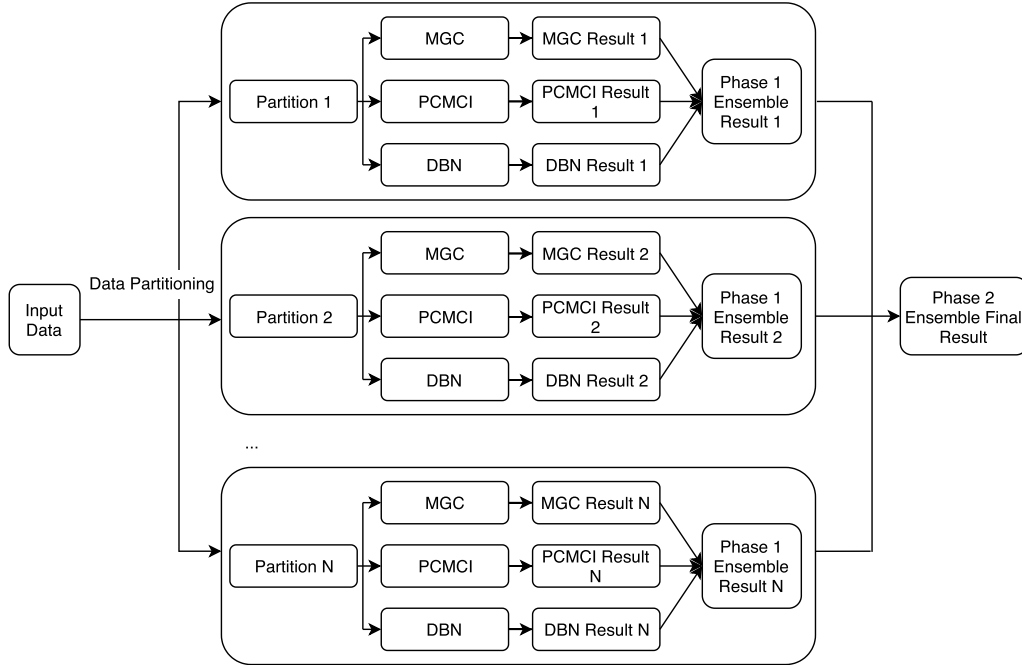 MGC
MGC Result 1
Partition 1
PCMCI
PCMCI Result
1
Phase 1
Ensemble
Result 1
DBN
DBN Result 1
Data Partitioning
Input
Data
MGC
MGC Result 2
Partition 2
PCMCI
PCMCI Result
2
Phase 1
Ensemble
Result 2
DBN
DBN Result 2
Phase 2
Ensemble Final
Result
...
MGC
MGC Result N
Partition N
PCMCI
PCMCI Result
N
Phase 1
Ensemble
Result N
DBN
DBN Result N